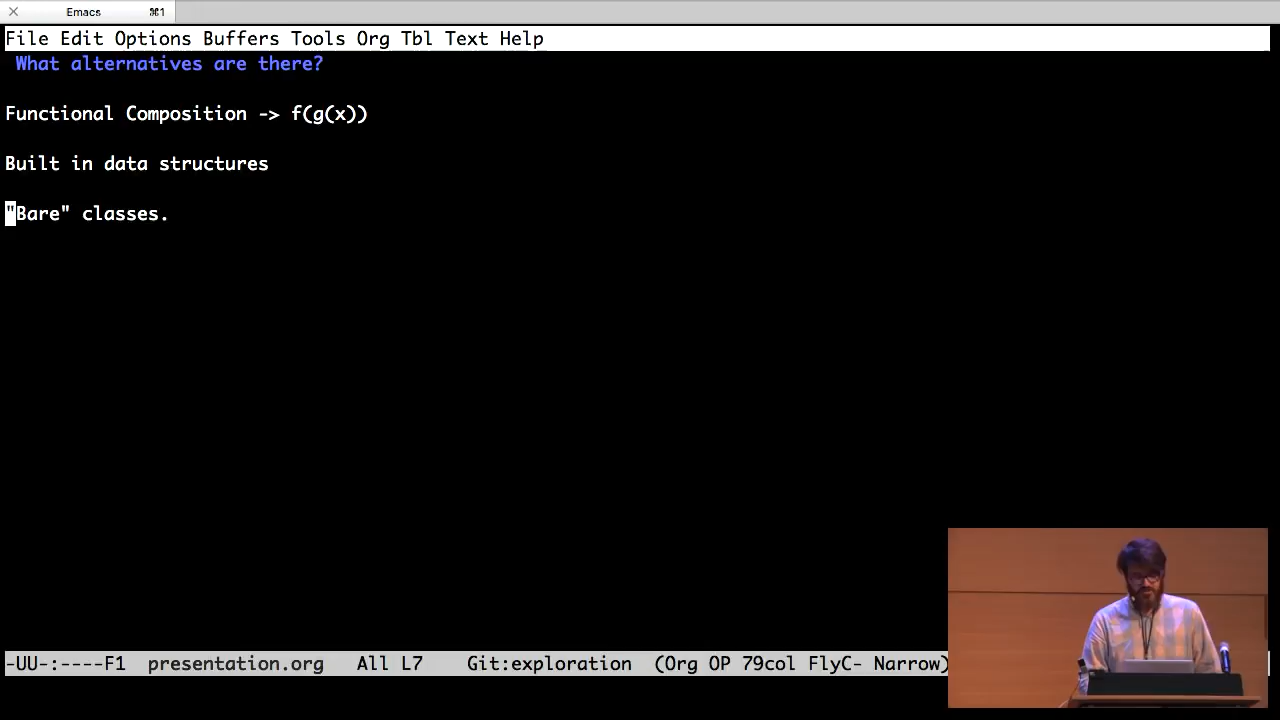 Emacs ⌘1
File Edit Options Buffers Tools Org Tbl Text Help
What alternatives are there?
Functional Composition -> f(g(x))
Built in data structures
"Bare" classes.
-UU-:----F1 presentation.org All L7 Git:exploration (Org OP 79col FlyC- Narrow)